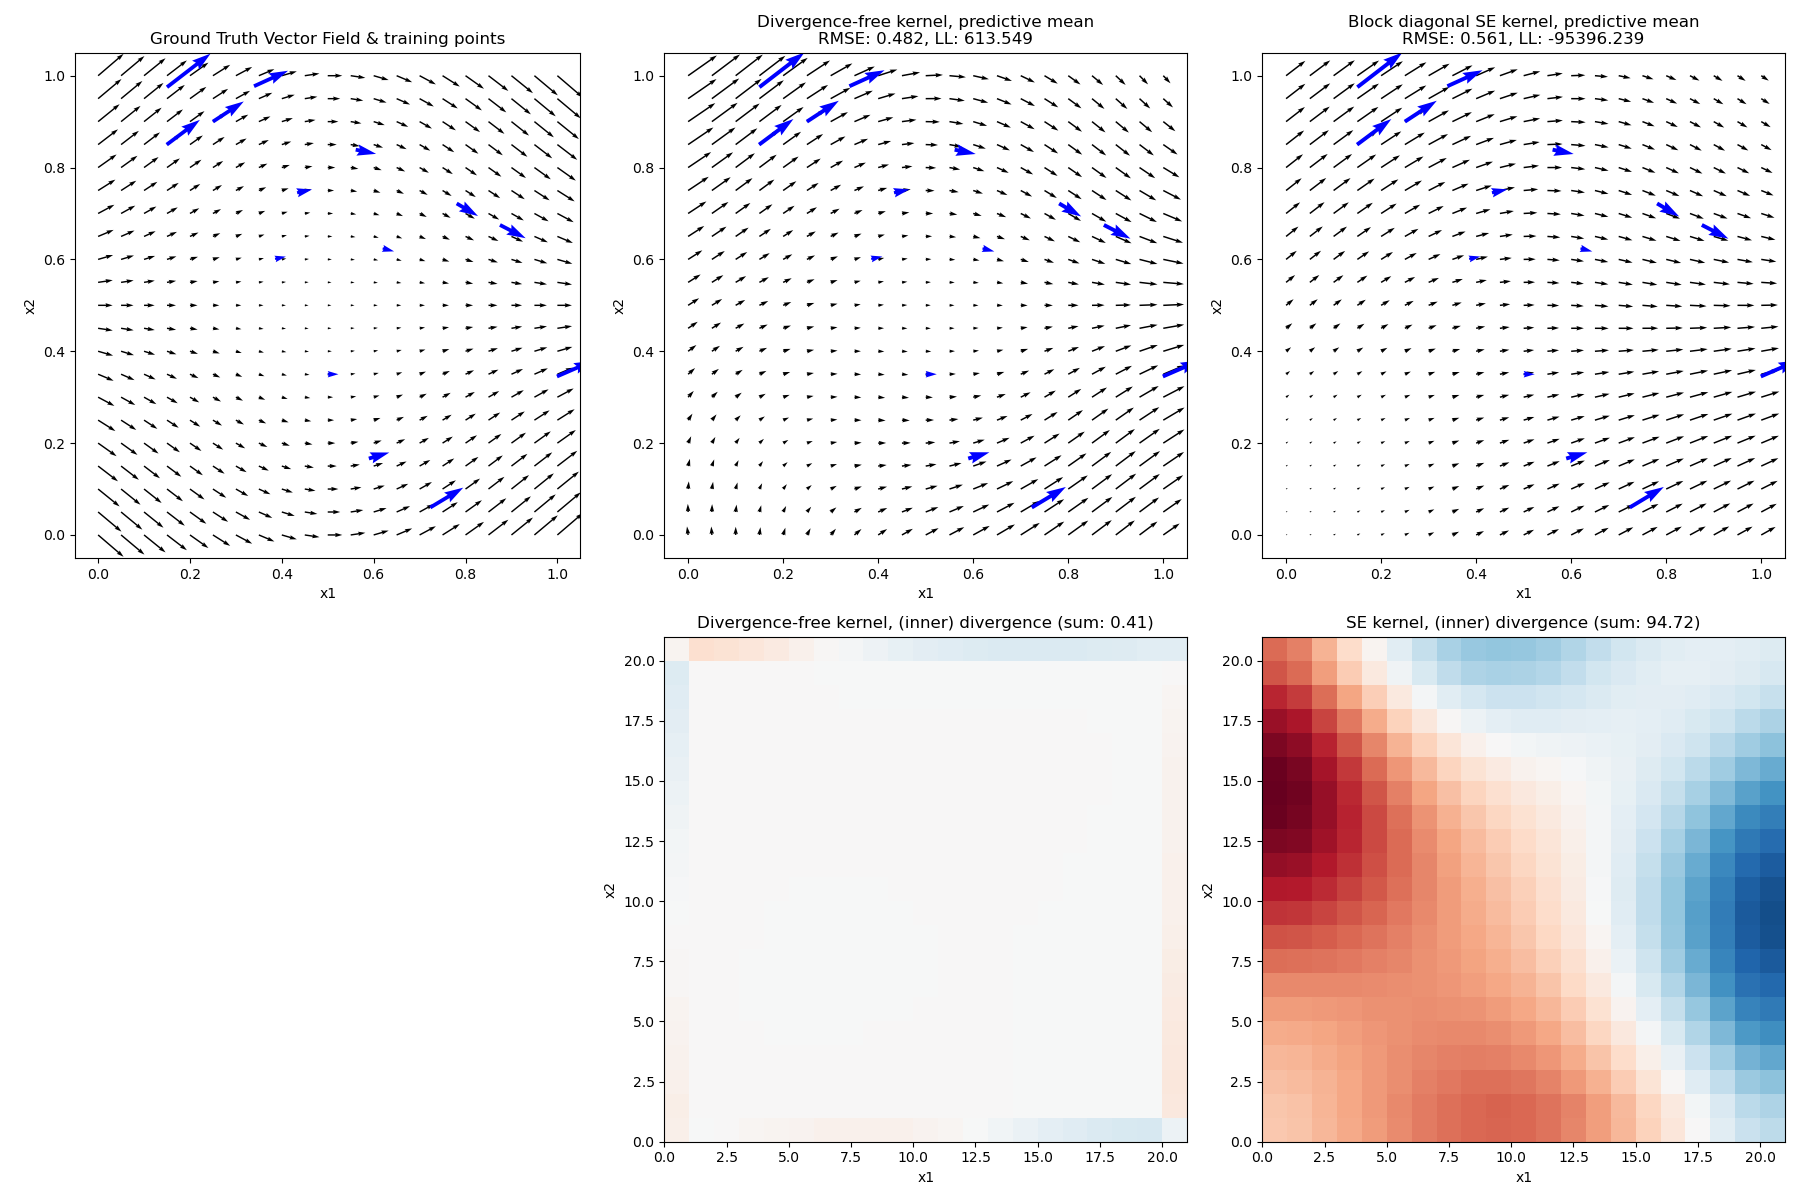 Ground Truth Vector Field & training points
1.0
0.8
0.6
0.4
0.2
0.0
x2
0.0 0.2 0.4 0.6 0.8 1.0
x1
Divergence-free kernel, predictive mean
RMSE: 0.482, LL: 613.549
1.0
0.8
0.6
0.4
0.2
0.0
x2
0.0 0.2 0.4 0.6 0.8 1.0
x1
Block diagonal SE kernel, predictive mean
RMSE: 0.561, LL: -95396.239
1.0
0.8
0.6
0.4
0.2
0.0
x2
0.0 0.2 0.4 0.6 0.8 1.0
x1
Divergence-free kernel, (inner) divergence (sum: 0.41)
20.0
17.5
15.0
12.5
10.0
7.5
5.0
2.5
0.0
x2
0.0 2.5 5.0 7.5 10.0 12.5 15.0 17.5 20.0
x1
SE kernel, (inner) divergence (sum: 94.72)
20.0
17.5
15.0
12.5
10.0
7.5
5.0
2.5
0.0
x2
0.0 2.5 5.0 7.5 10.0 12.5 15.0 17.5 20.0
x1